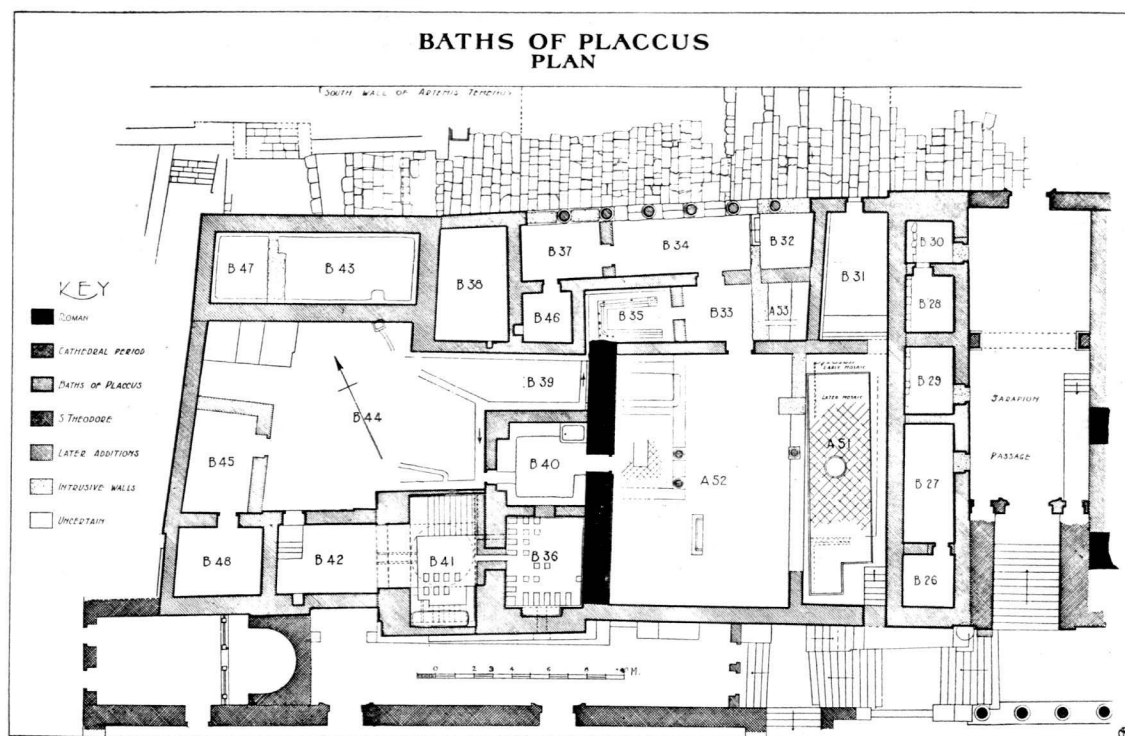 BATHS OF PLACCUS
PLAN
SOUTH WALL OF ARTEMIS TEMENUS
KEY
ROMAN
CATHEDRAL PERIOD
BATHS OF PLACCUS
S THEODORE
LATER ADDITIONS
INTRUSIVE WALLS
UNCERTAIN
B 47
B 43
B 38
B 37
B 34
B 32
B 31
B 30
B 46
B 35
B 33
A 53
B 28
B 39
EARLY MOSAIC
LATER MOSAIC
B 29
SARAPION
PASSAGE
B 44
B 45
B 40
A 52
A 51
B 27
B 48
B 42
B 41
B 36
B 26
0 2 3 4 6 8 10 M.